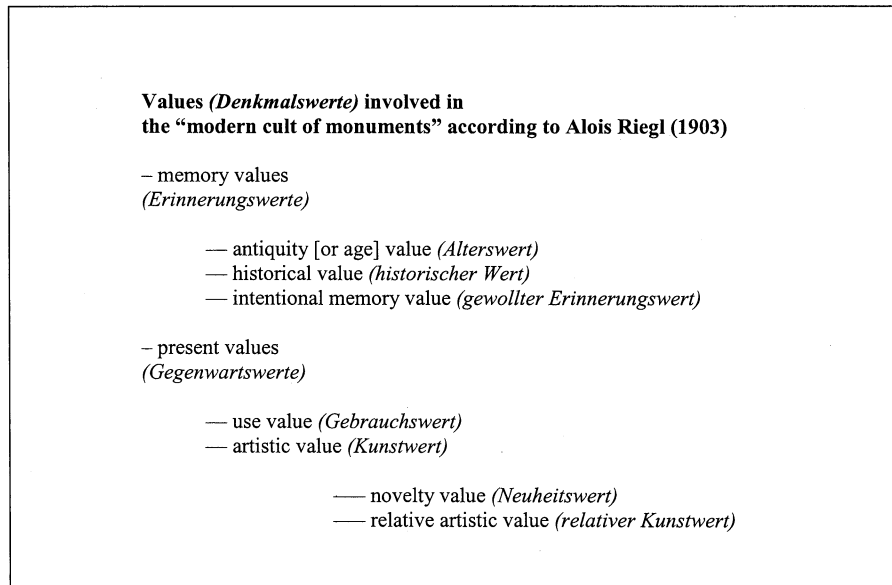 Values (Denkmalswerte) involved in
the “modern cult of monuments” according to Alois Riegl (1903)
– memory values
(Erinnerungswerte)
— antiquity [or age] value (Alterswert)
— historical value (historischer Wert)
— intentional memory value (gewollter Erinnerungswert)
– present values
(Gegenwartswerte)
— use value (Gebrauchswert)
— artistic value (Kunstwert)
— novelty value (Neuheitswert)
— relative artistic value (relativer Kunstwert)